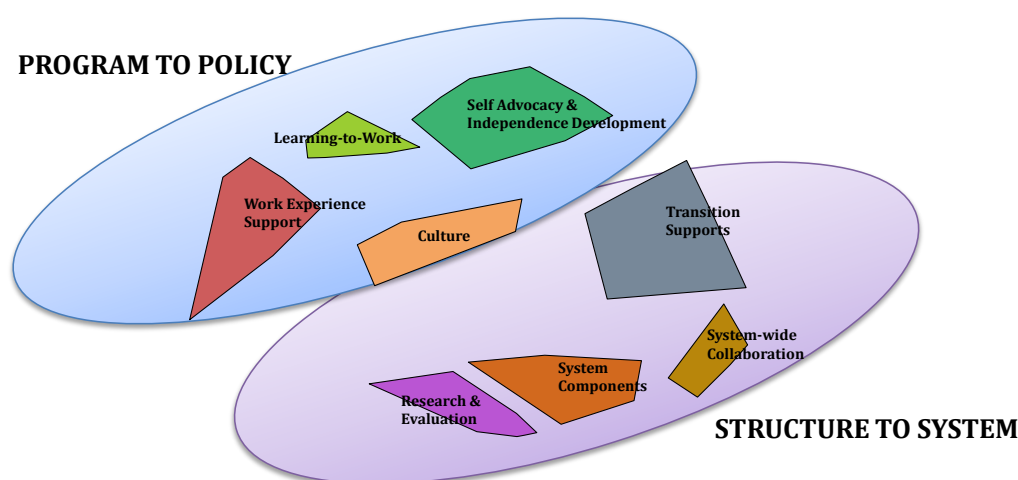 PROGRAM TO POLICY
Self Advocacy &
Independence Development
Learning-to-Work
Work Experience
Support
Culture
Transition
Supports
System-wide
Collaboration
System
Components
Research &
Evaluation
STRUCTURE TO SYSTEM